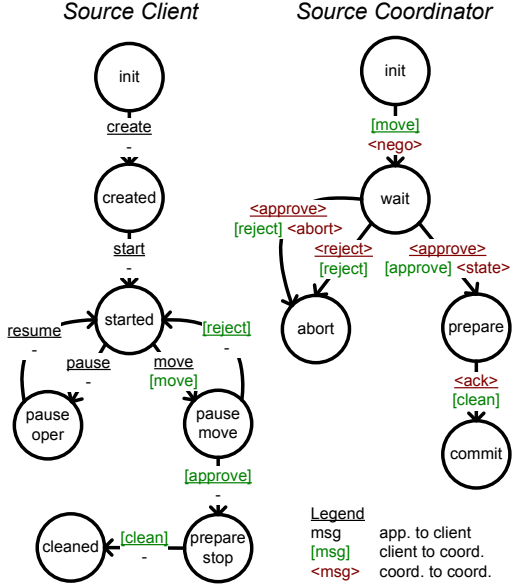 Source Client
Source Coordinator
init
create
-
created
start
-
started
resume
-
pause
-
move
[move]
[reject]
-
pause
oper
pause
move
[approve]
-
prepare
stop
[clean]
-
cleaned
init
[move]
<nego>
wait
<approve>
[reject] <abort>
<reject>
[reject]
<approve>
[approve] <state>
abort
prepare
<ack>
[clean]
commit
Legend
msg app. to client
[msg] client to coord.
<msg> coord. to coord.